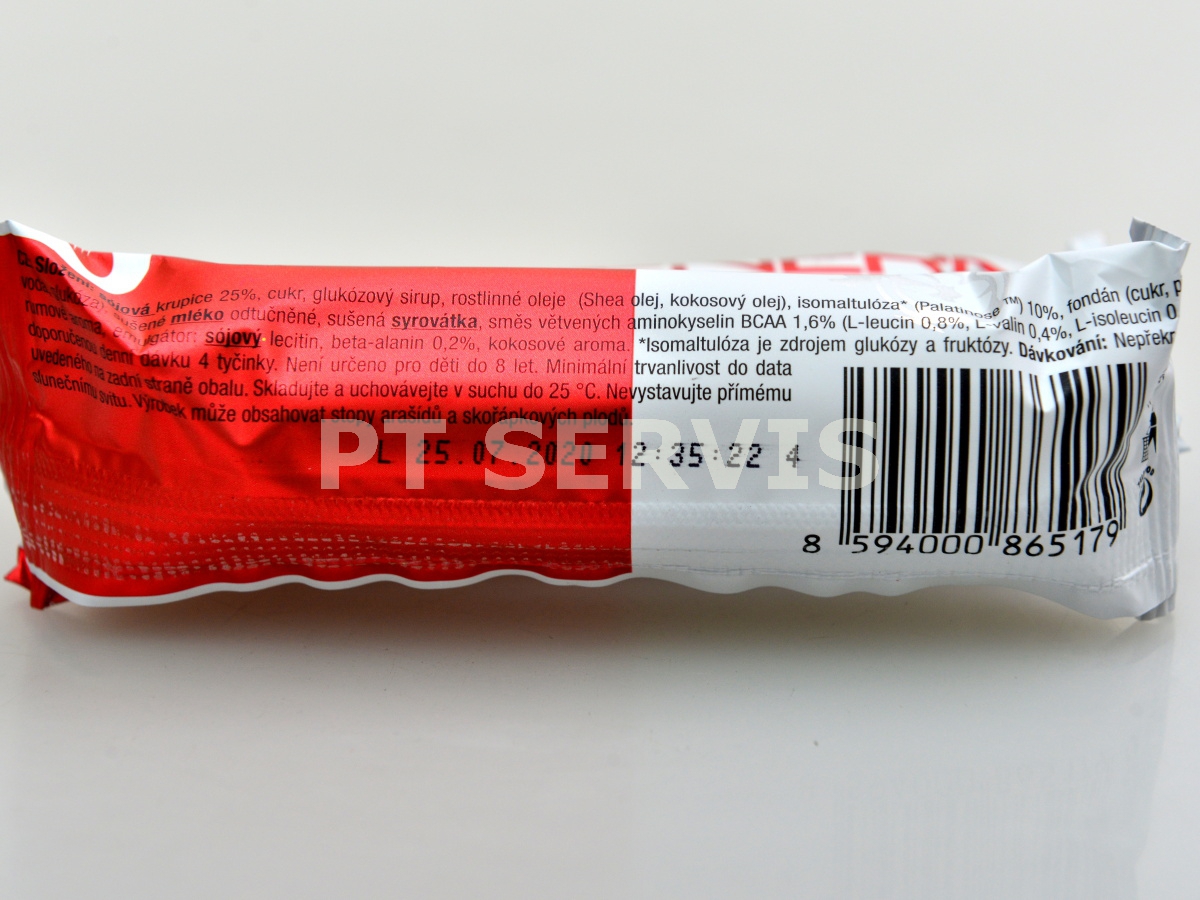 CZ Složení: sójová krupice 25%, cukr, glukózový sirup, rostlinné oleje (Shea olej, kokosový olej), isomaltulóza* (Palatinose™) 10%, fondán (cukr,
voda, glukóza), sušené mléko odtučněné, sušená syrovátka, směs větvených aminokyselin BCAA 1,6% (L-leucin 0,8%, L-valin 0,4%, L-isoleucin
rumové aroma, emulgátor: sójový lecitin, beta-alanin 0,2%, kokosové aroma. *Isomaltulóza je zdrojem glukózy a fruktózy. Dávkování:
doporučenou denní dávku 4 tyčinky. Není určeno pro děti do 8 let. Minimální trvanlivost do data
uvedeného na zadní straně obalu. Skladujte a uchovávejte v suchu do 25 °C. Nevystavujte přímému
slunečnímu svitu. Výrobek může obsahovat stopy arašídů a skořápkových plodů.
PT SERVIS
L 25.07.2020 12:35:22 4
8 594000 865179